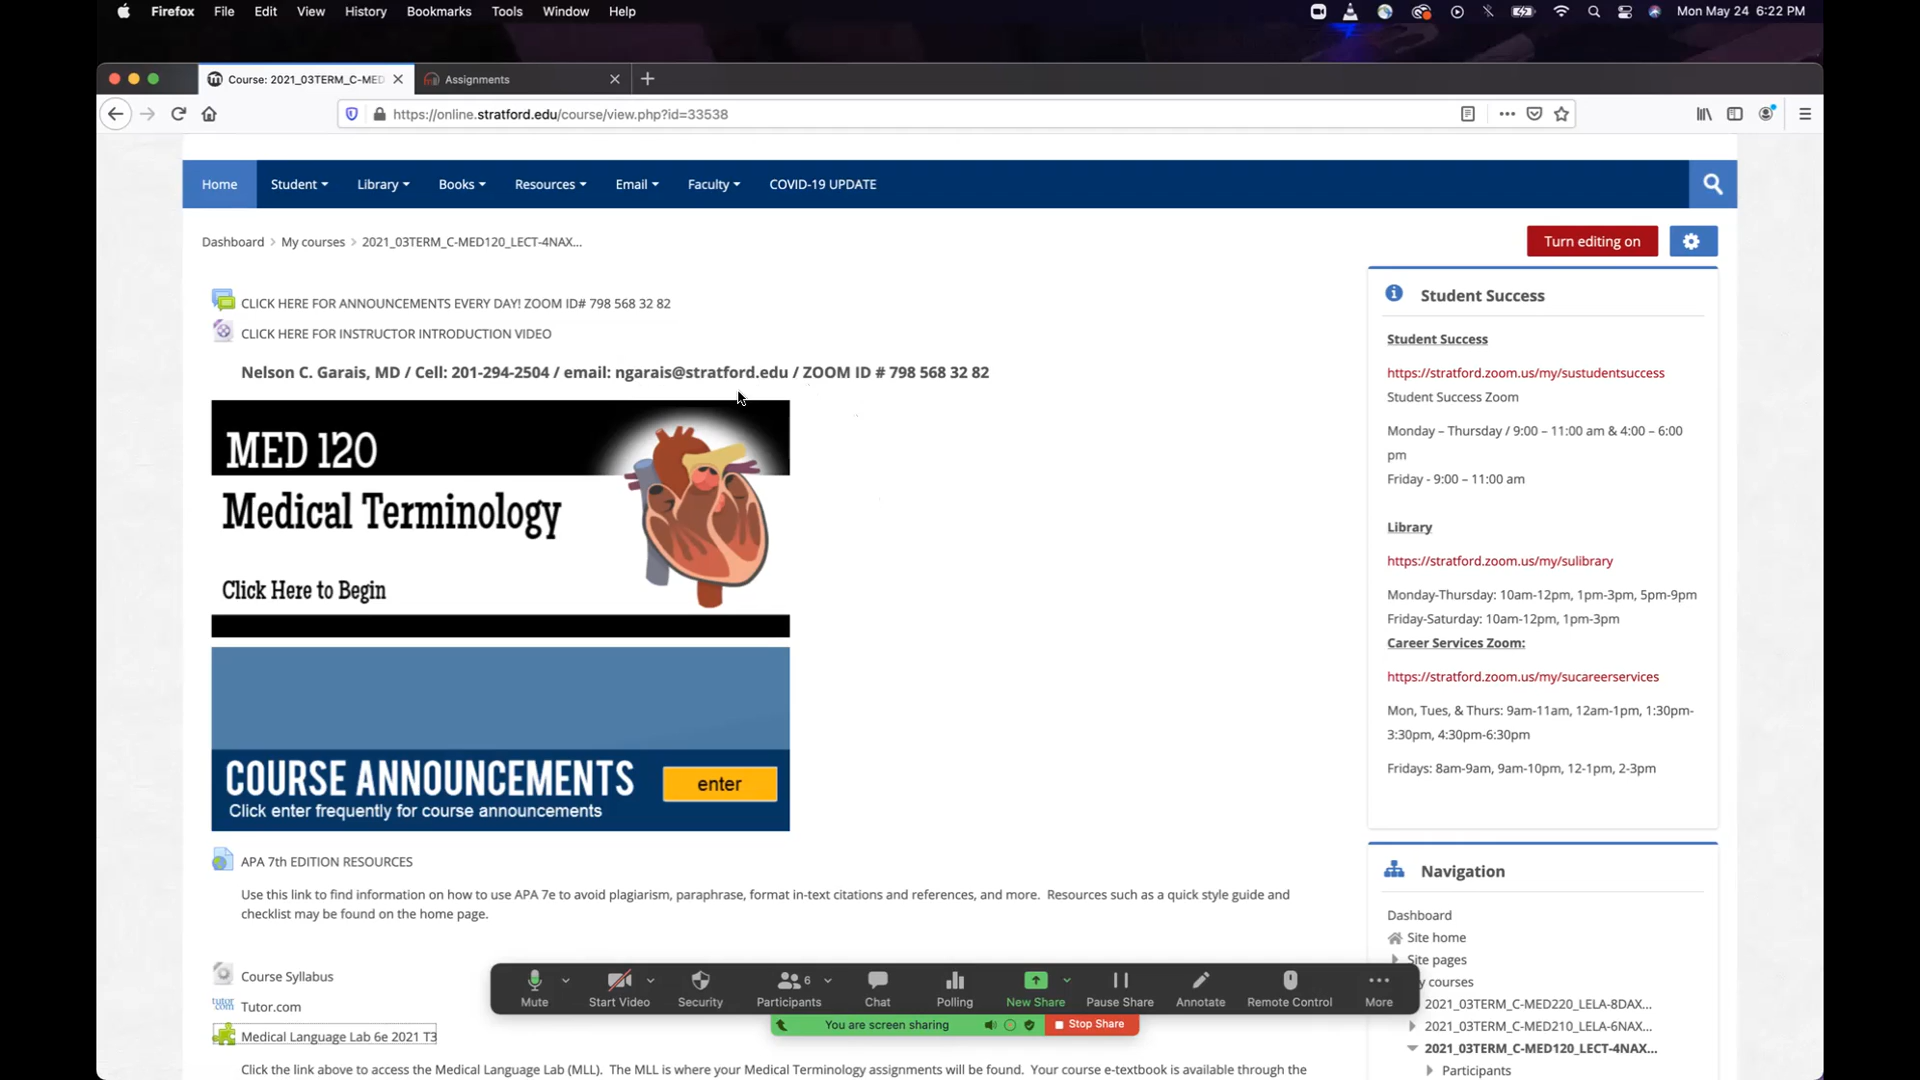 Firefox File Edit View History Bookmarks Tools Window Help Mon May 24 6:22 PM
Course: 2021_03TERM_C-MED Assignments
https://online.stratford.edu/course/view.php?id=33538
Home Student Library Books Resources Email Faculty COVID-19 UPDATE
Dashboard My courses 2021_03TERM_C-MED120_LECT-4NAX...
Turn editing on
CLICK HERE FOR ANNOUNCEMENTS EVERY DAY! ZOOM ID# 798 568 32 82
CLICK HERE FOR INSTRUCTOR INTRODUCTION VIDEO
Nelson C. Garais, MD / Cell: 201-294-2504 / email: ngarais@stratford.edu / ZOOM ID # 798 568 32 82
MED 120
Medical Terminology
Click Here to Begin
COURSE ANNOUNCEMENTS
enter
Click enter frequently for course announcements
APA 7th EDITION RESOURCES
Use this link to find information on how to use APA 7e to avoid plagiarism, paraphrase, format in-text citations and references, and more. Resources such as a quick style guide and
checklist may be found on the home page.
Course Syllabus
Tutor.com
Medical Language Lab 6e 2021 T3
Click the link above to access the Medical Language Lab (MLL). The MLL is where your Medical Terminology assignments will be found. Your course e-textbook is available through the
Student Success
Student Success
https://stratford.zoom.us/my/sustudentsuccess
Student Success Zoom
Monday – Thursday / 9:00 – 11:00 am & 4:00 – 6:00
pm
Friday - 9:00 – 11:00 am
Library
https://stratford.zoom.us/my/sulibrary
Monday-Thursday: 10am-12pm, 1pm-3pm, 5pm-9pm
Friday-Saturday: 10am-12pm, 1pm-3pm
Career Services Zoom:
https://stratford.zoom.us/my/sucareerservices
Mon, Tues, & Thurs: 9am-11am, 12am-1pm, 1:30pm-
3:30pm, 4:30pm-6:30pm
Fridays: 8am-9am, 9am-10pm, 12-1pm, 2-3pm
Navigation
Dashboard
Site home
Site pages
y courses
2021_03TERM_C-MED220_LELA-8DAX...
2021_03TERM_C-MED210_LELA-6NAX...
2021_03TERM_C-MED120_LECT-4NAX...
Participants
Mute Start Video Security Participants 6 Chat Polling New Share Pause Share Annotate Remote Control More
You are screen sharing Stop Share